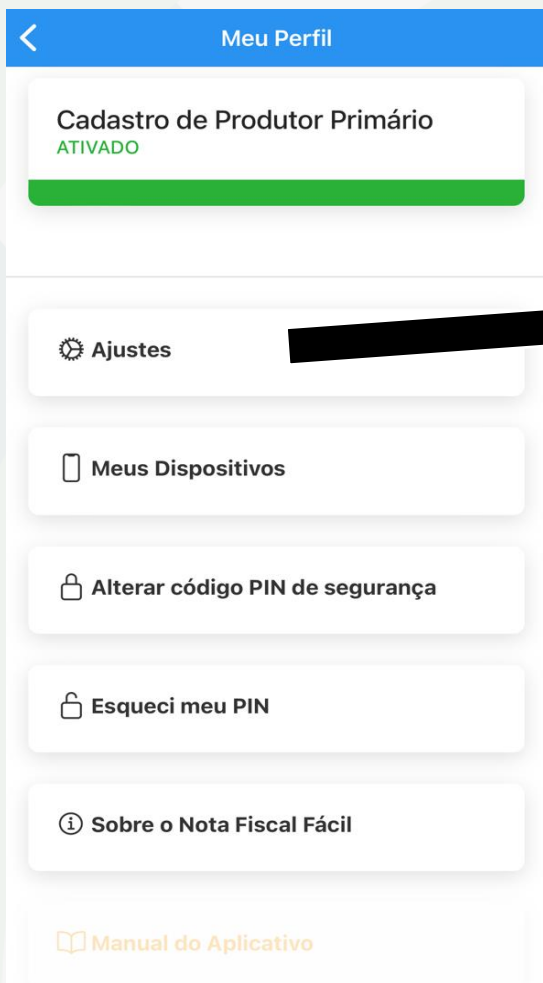 Meu Perfil
Cadastro de Produtor Primário
ATIVADO
Ajustes
Meus Dispositivos
Alterar código PIN de segurança
Esqueci meu PIN
Sobre o Nota Fiscal Fácil
Manual do Aplicativo